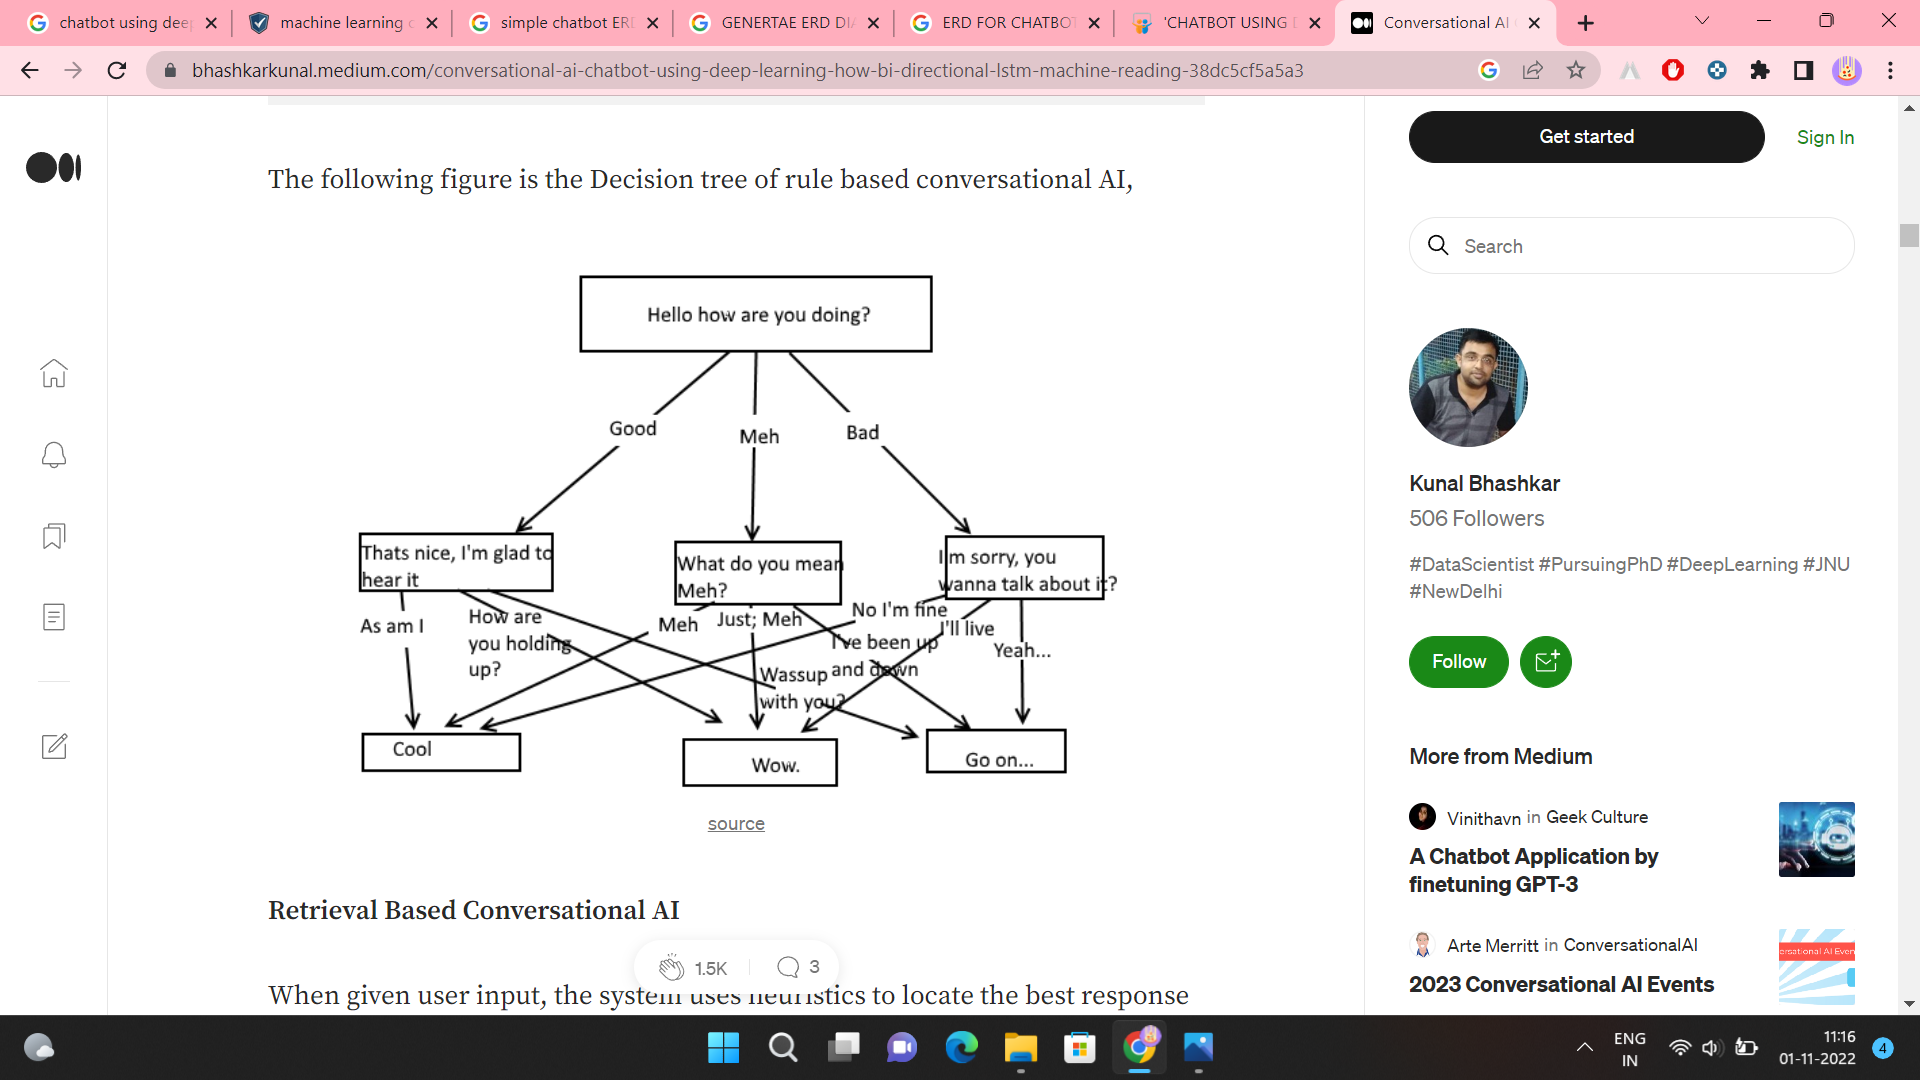 chatbot using dee
machine learning c
simple chatbot ER
GENERTAE ERD DI
ERD FOR CHATBOT
'CHATBOT USING
Conversational AI
bhashkarkunal.medium.com/conversational-ai-chatbot-using-deep-learning-how-bi-directional-lstm-machine-reading-38dc5cf5a5a3
Get started
Sign In
Search
The following figure is the Decision tree of rule based conversational AI,
Hello how are you doing?
Good
Meh
Bad
Thats nice, I'm glad to
hear it
What do you mean
Meh?
I'm sorry, you
wanna talk about it?
As am I
How are
you holding
up?
Meh
Just; Meh
No I'm fine
I'll live
I've been up
and down
Yeah...
Wassup
with you?
Cool
Wow.
Go on...
source
Retrieval Based Conversational AI
1.5K
3
When given user input, the system uses heuristics to locate the best response
Kunal Bhashkar
506 Followers
#DataScientist #PursuingPhD #DeepLearning #JNU
#NewDelhi
Follow
More from Medium
Vinithavn in Geek Culture
A Chatbot Application by
finetuning GPT-3
Arte Merritt in ConversationalAI
2023 Conversational AI Events
ersational AI Even
ENG
IN
11:16
01-11-2022
4